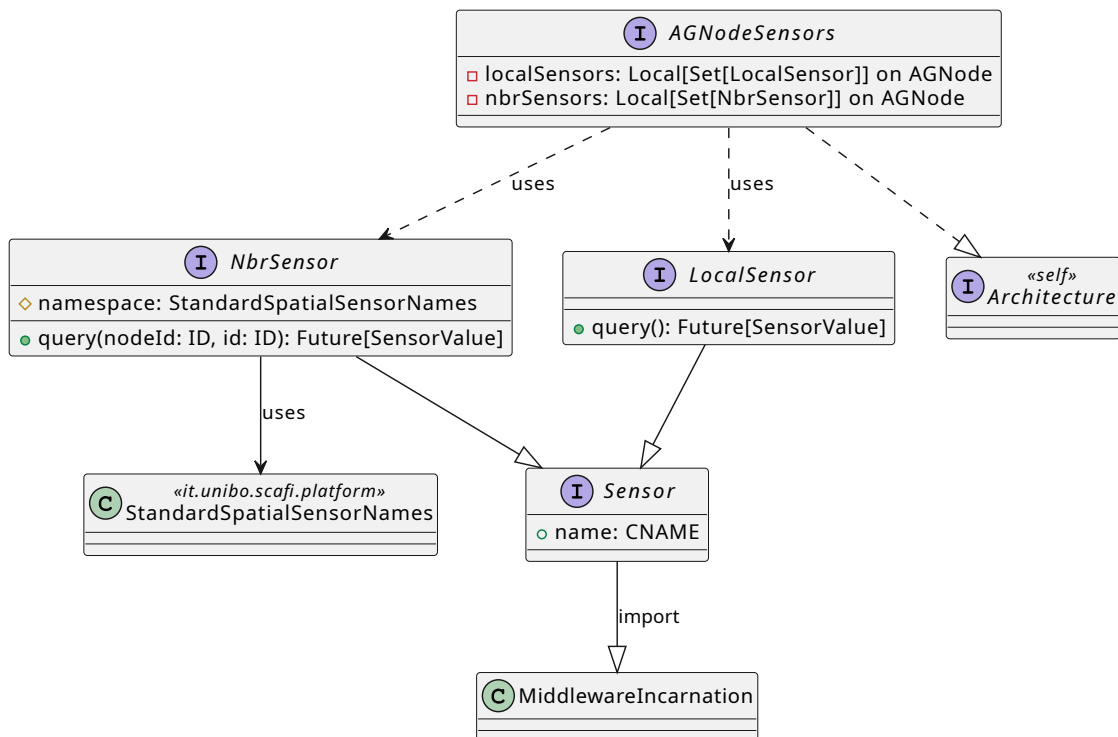 I AGNodeSensors
localSensors: Local[Set[LocalSensor]] on AGNode
nbrSensors: Local[Set[NbrSensor]] on AGNode
uses
uses
I NbrSensor
namespace: StandardSpatialSensorNames
query(nodeId: ID, id: ID): Future[SensorValue]
I LocalSensor
query(): Future[SensorValue]
«self»
I Architecture
uses
«it.unibo.scafi.platform»
C StandardSpatialSensorNames
I Sensor
name: CNAME
import
C MiddlewareIncarnation